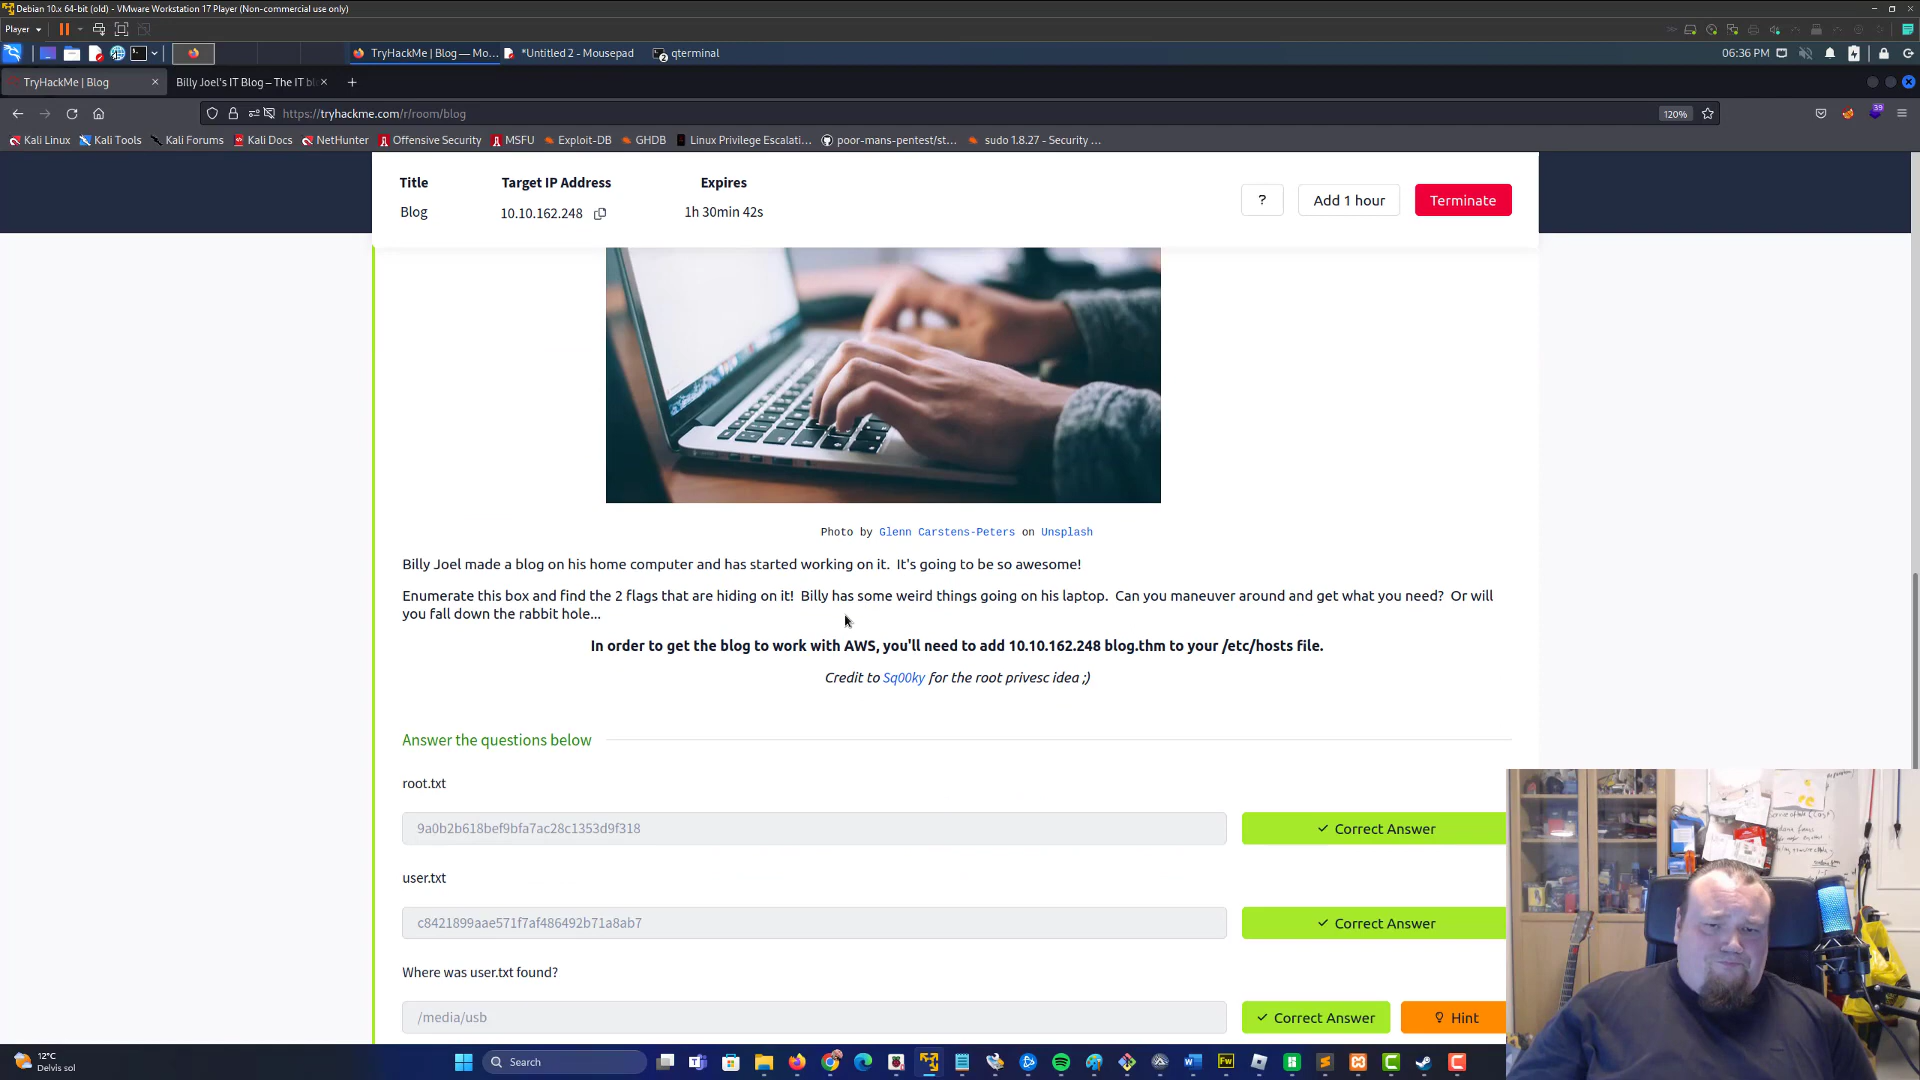 Debian 10.x 64-bit (old) - VMware Workstation 17 Player (Non-commercial use only)
Player
TryHackMe | Blog — Mo...
*Untitled 2 - Mousepad
qterminal
06:36 PM
TryHackMe | Blog
Billy Joel's IT Blog – The IT bl
https://tryhackme.com/r/room/blog
120%
39
Kali Linux
Kali Tools
Kali Forums
Kali Docs
NetHunter
Offensive Security
MSFU
Exploit-DB
GHDB
Linux Privilege Escalati...
poor-mans-pentest/st...
sudo 1.8.27 - Security ...
Title
Target IP Address
Expires
Blog
10.10.162.248
1h 30min 42s
?
Add 1 hour
Terminate
Photo by Glenn Carstens-Peters on Unsplash
Billy Joel made a blog on his home computer and has started working on it.  It's going to be so awesome!
Enumerate this box and find the 2 flags that are hiding on it!  Billy has some weird things going on his laptop.  Can you maneuver around and get what you need?  Or will
you fall down the rabbit hole...
In order to get the blog to work with AWS, you'll need to add 10.10.162.248 blog.thm to your /etc/hosts file.
Credit to Sq00ky for the root privesc idea ;)
Answer the questions below
root.txt
9a0b2b618bef9bfa7ac28c1353d9f318
Correct Answer
user.txt
c8421899aae571f7af486492b71a8ab7
Correct Answer
Where was user.txt found?
/media/usb
Correct Answer
Hint
12°C
Delvis sol
Search